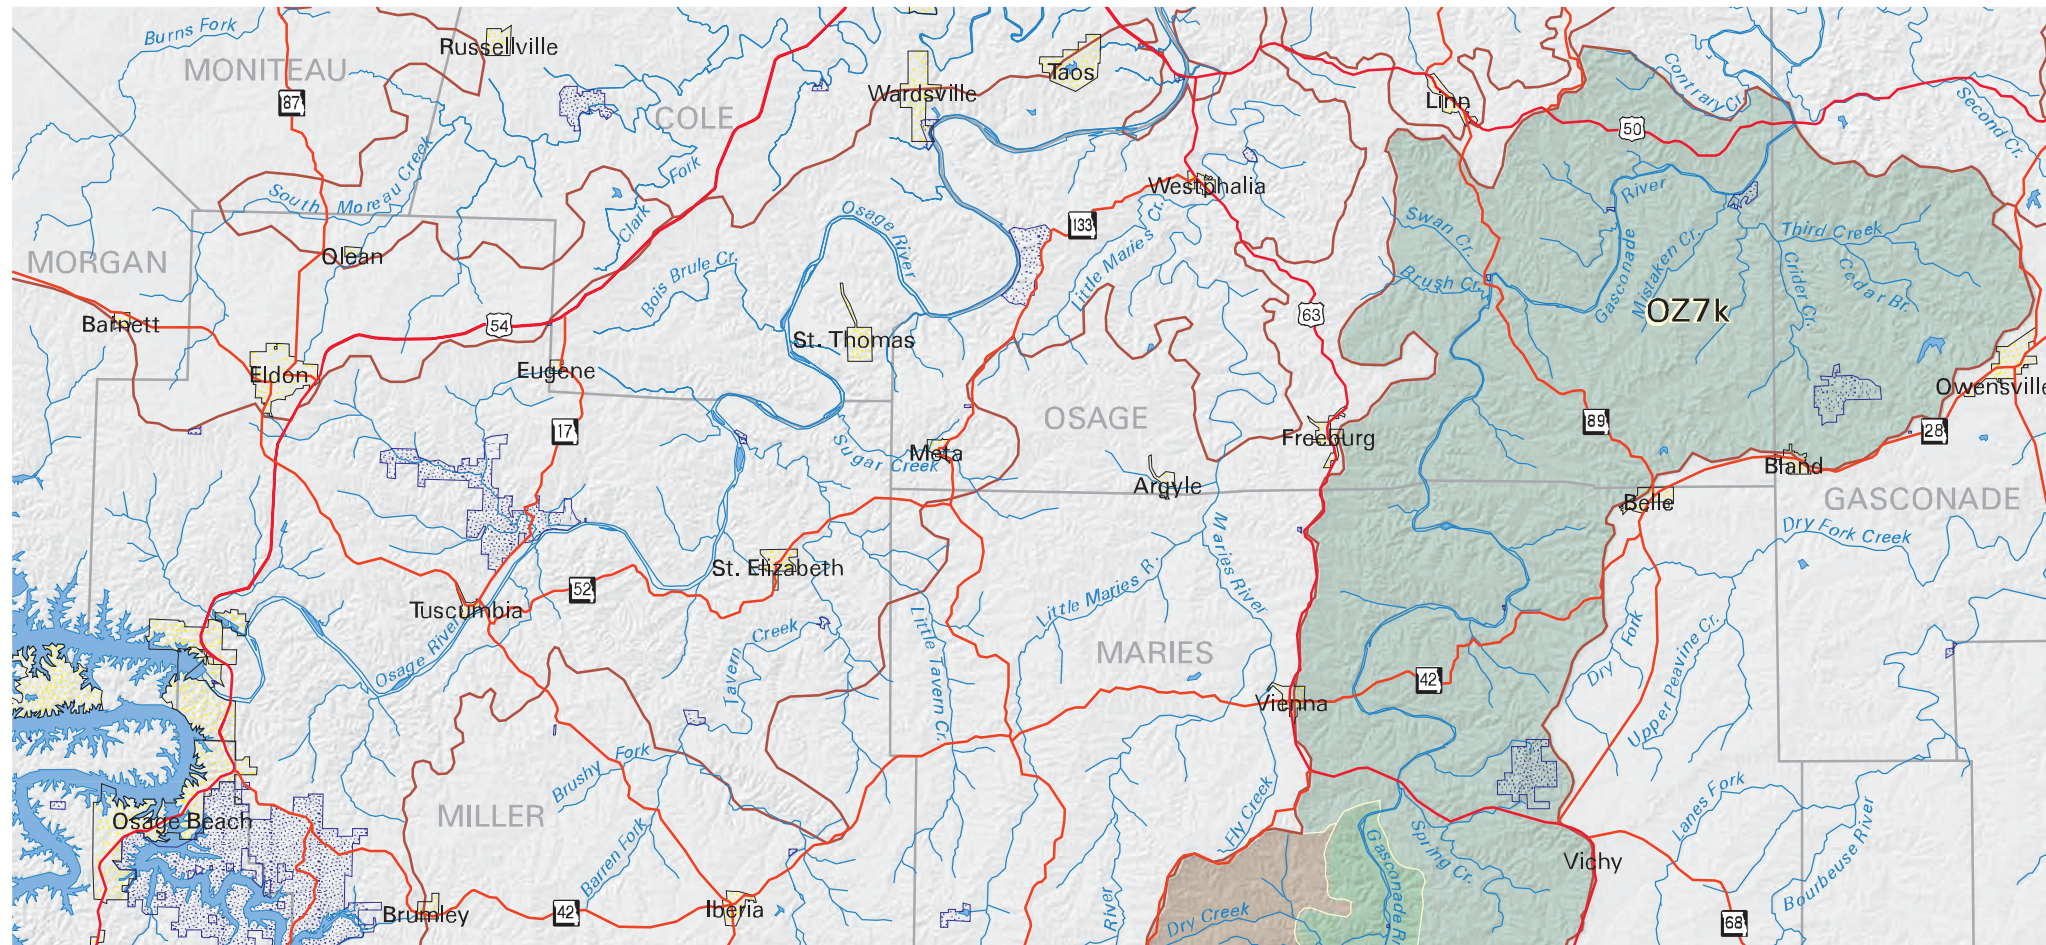 Burns Fork
Russellville
MONITEAU
87
COLE
Wardsville
Taos
Linn
Contrary Cr.
50
Second Cr.
South Moreau Creek
Clark Fork
Osage River
Westphalia
133
Little Maries Cr.
Swan Cr.
River
Gasconade
Mistaken Cr.
Third Creek
Cedar Br.
Crider Cr.
MORGAN
Olean
Bois Brule Cr.
Brush Cr.
OZ7k
Barnett
54
St. Thomas
63
Eldon
Eugene
Owensville
17
Meta
Sugar Creek
OSAGE
Freeburg
89
28
Bland
Argyle
Belle
GASCONADE
Dry Fork Creek
Maries River
St. Elizabeth
52
Tuscumbia
Little Maries R.
Osage River
Tavern Creek
Little Tavern Cr.
MARIES
Dry Fork
Upper Peavine Cr.
42
Vienna
Brushy Fork
MILLER
Osage Beach
Barren Fork
Fly Creek
Gasconade Ri
Spring Cr.
Vichy
Lanes Fork
Bourbeuse River
Brumley
42
Iberia
River
Dry Creek
68